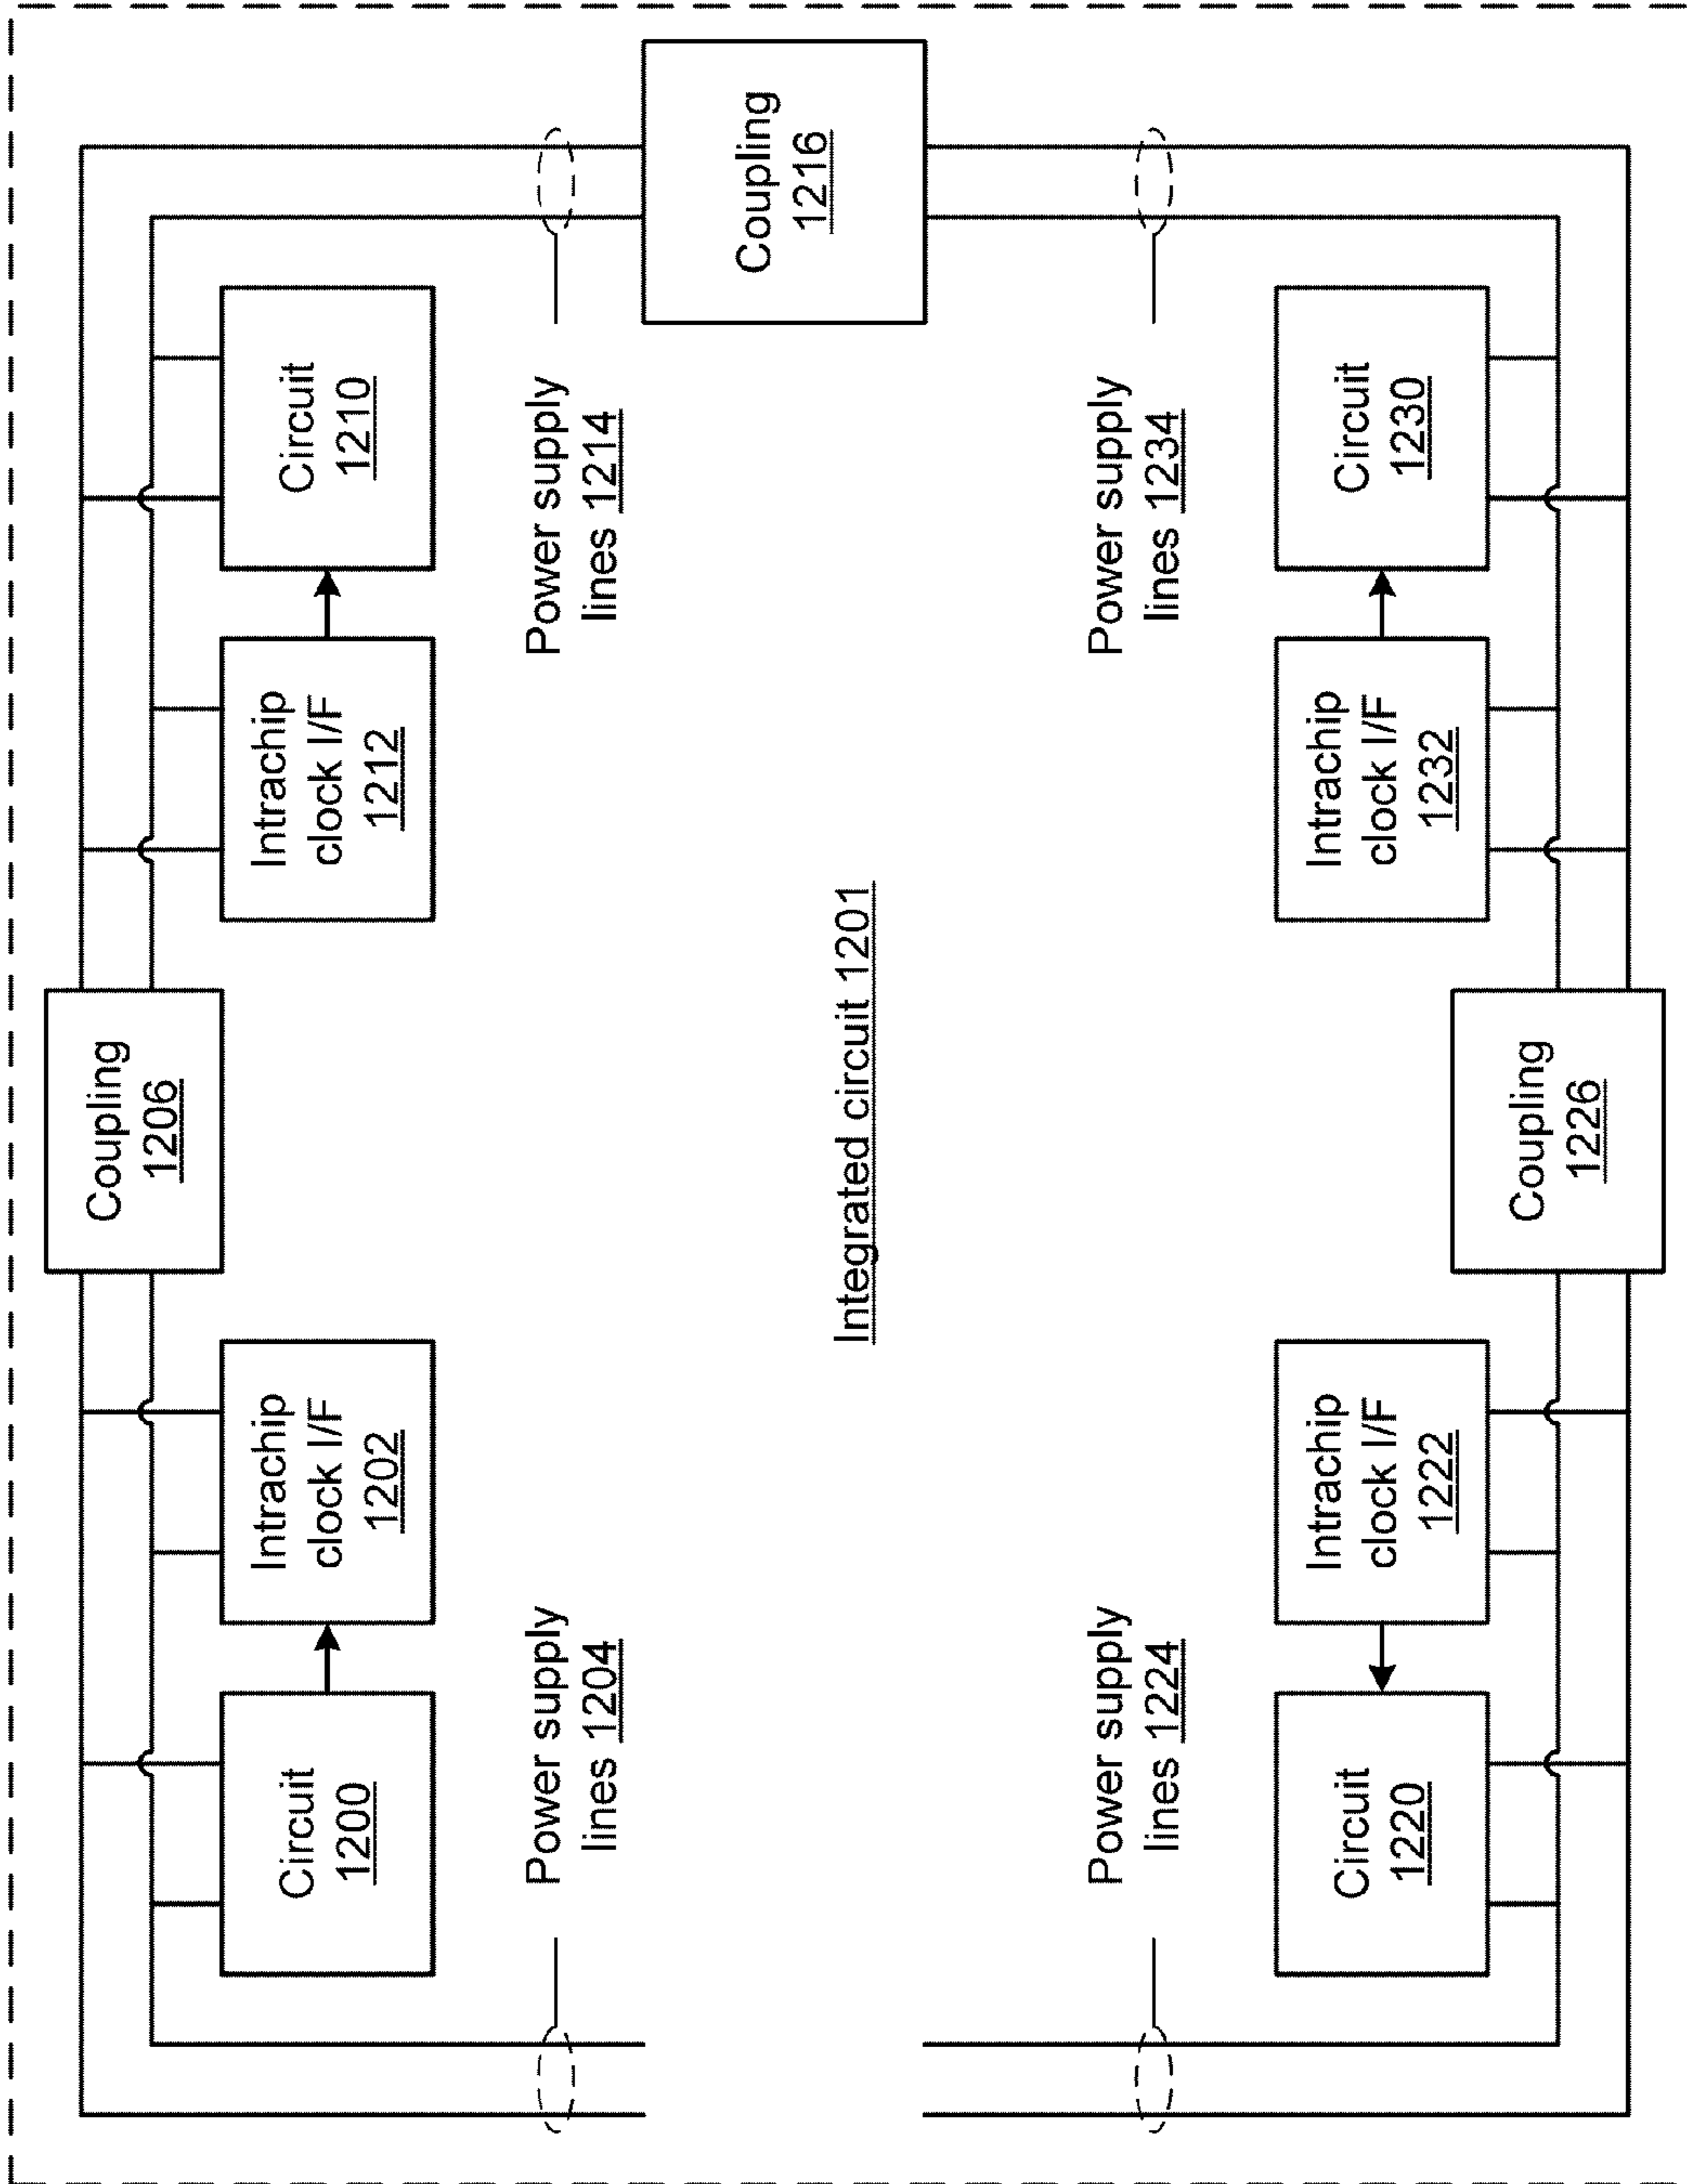 Circuit
1200
Intrachip
clock I/F
1202
Coupling
1206
Intrachip
clock I/F
1212
Circuit
1210
Power supply
lines 1204
Power supply
lines 1214
Coupling
1216
Integrated circuit 1201
Power supply
lines 1224
Power supply
lines 1234
Circuit
1220
Intrachip
clock I/F
1222
Coupling
1226
Intrachip
clock I/F
1232
Circuit
1230